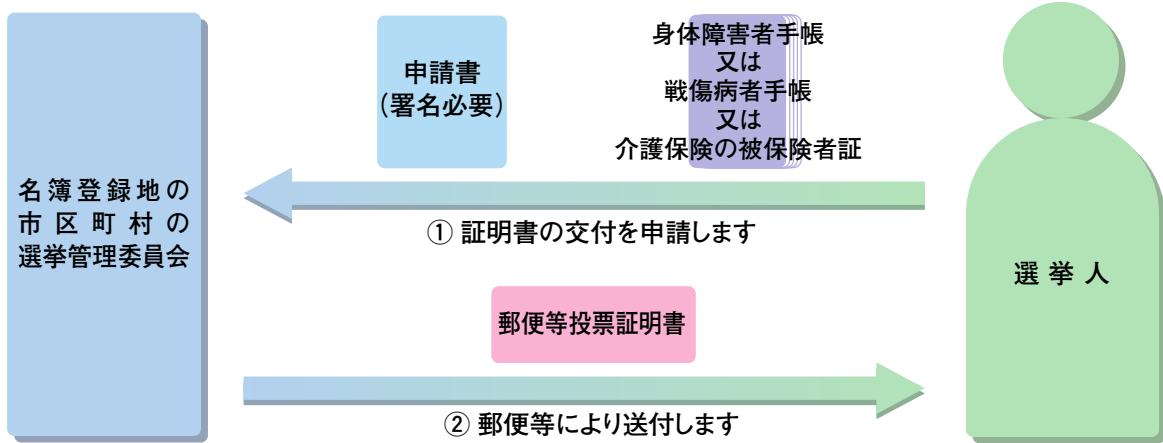 申請書
（署名必要）
身体障害者手帳
又は
戦傷病者手帳
又は
介護保険の被保険者証
名簿登録地の
市区町村の
選挙管理委員会
① 証明書の交付を申請します
選挙人
郵便等投票証明書
② 郵便等により送付します